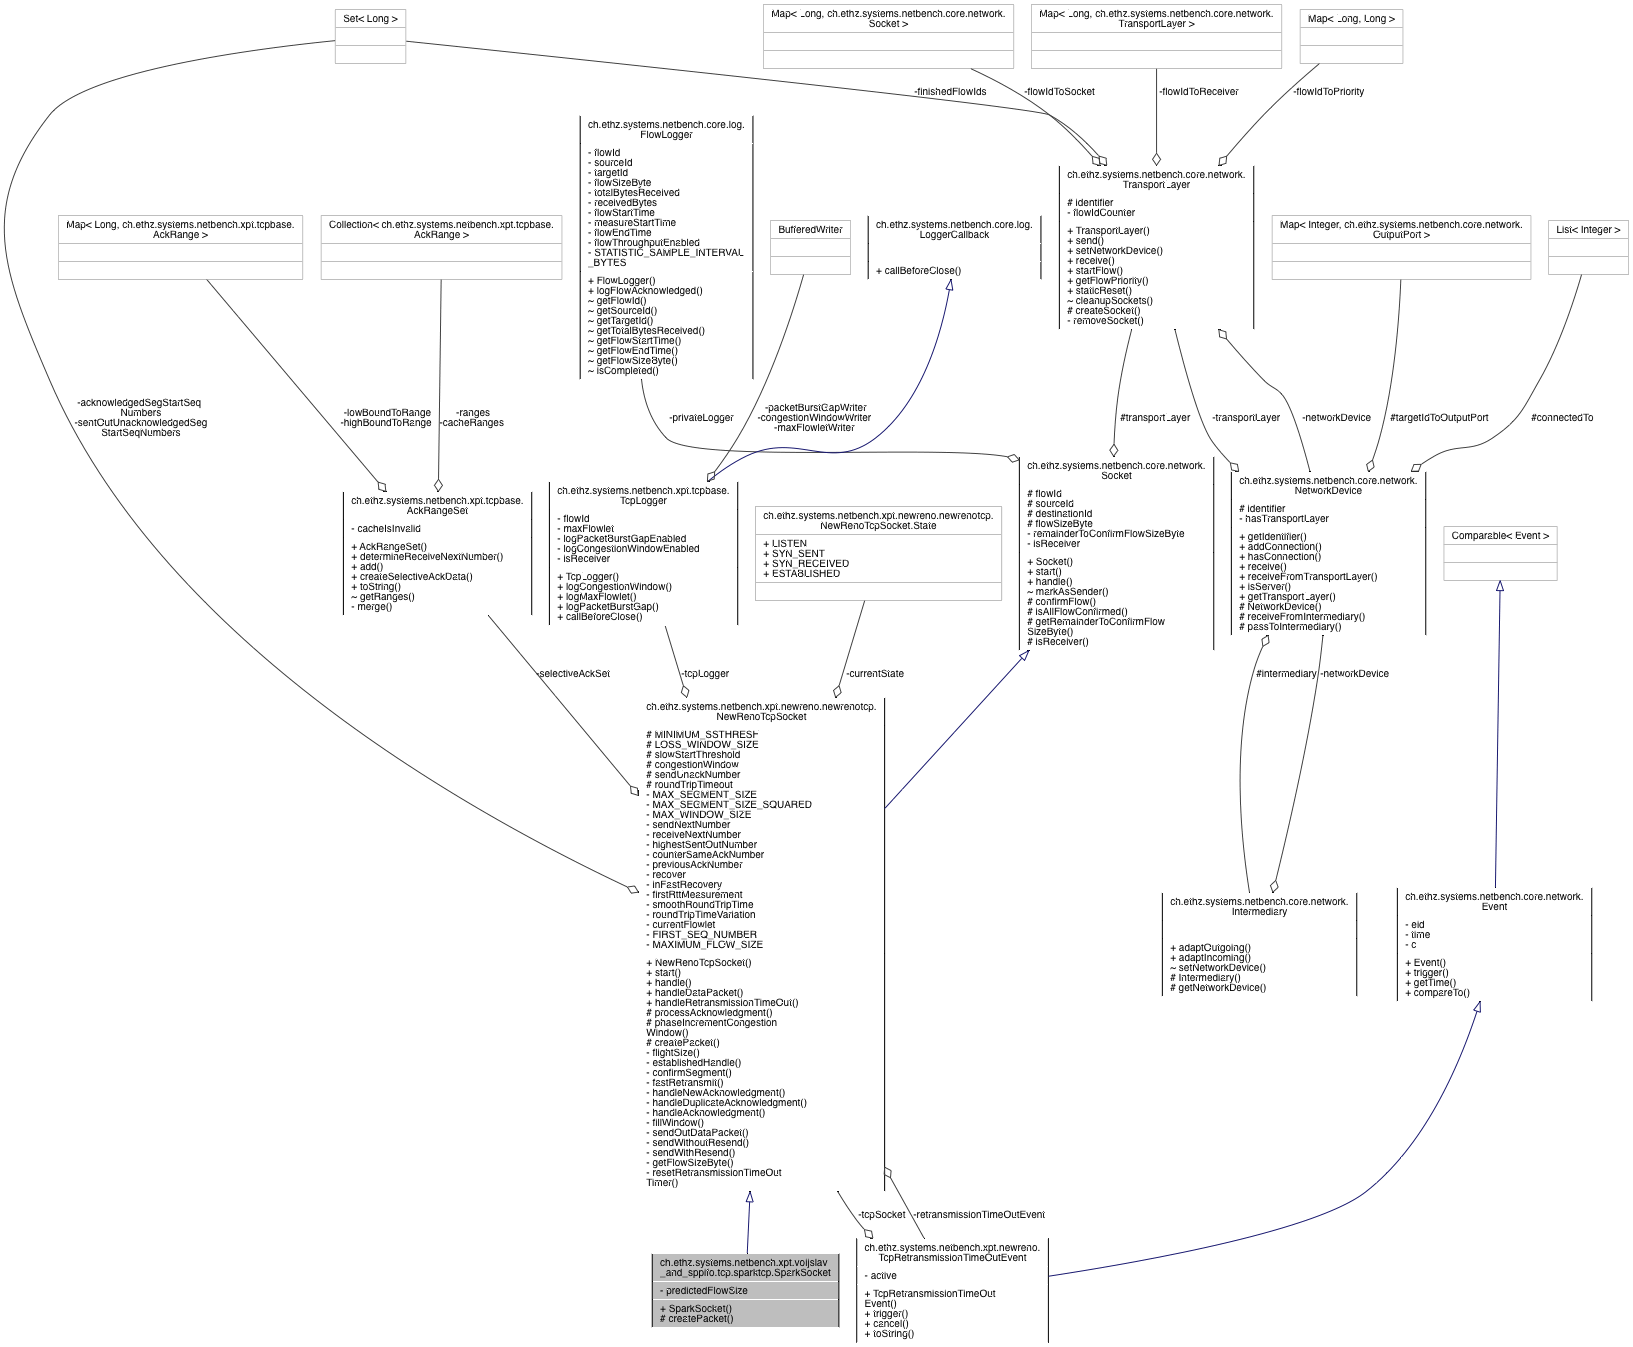 Set< Long >
Map< Long, ch.ethz.systems.netbench.core.network.
Socket >
Map< Long, ch.ethz.systems.netbench.core.network.
TransportLayer >
Map< Long, Long >
-finishedFlowIds
-flowIdToSocket
-flowIdToReceiver
-flowIdToPriority
ch.ethz.systems.netbench.core.log.
FlowLogger
- flowId
- sourceId
- targetId
- flowSizeByte
- totalBytesReceived
- receivedBytes
- flowStartTime
- measureStartTime
- flowEndTime
- flowThroughputEnabled
- STATISTIC_SAMPLE_INTERVAL
_BYTES
+ FlowLogger()
+ logFlowAcknowledged()
~ getFlowId()
~ getSourceId()
~ getTargetId()
~ getTotalBytesReceived()
~ getFlowStartTime()
~ getFlowEndTime()
~ getFlowSizeByte()
~ isCompleted()
ch.ethz.systems.netbench.core.network.
TransportLayer
# identifier
- flowIdCounter
+ TransportLayer()
+ send()
+ setNetworkDevice()
+ receive()
+ startFlow()
+ getFlowPriority()
+ staticReset()
~ cleanupSockets()
# createSocket()
- removeSocket()
Map< Long, ch.ethz.systems.netbench.xpt.tcpbase.
AckRange >
Collection< ch.ethz.systems.netbench.xpt.tcpbase.
AckRange >
BufferedWriter
ch.ethz.systems.netbench.core.log.
LoggerCallback
+ callBeforeClose()
Map< Integer, ch.ethz.systems.netbench.core.network.
OutputPort >
List< Integer >
-acknowledgedSegStartSeq
Numbers
-sentOutUnacknowledgedSeg
StartSeqNumbers
-lowBoundToRange
-highBoundToRange
-ranges
-cacheRanges
-privateLogger
-packetBurstGapWriter
-congestionWindowWriter
-maxFlowletWriter
#transportLayer
-transportLayer
-networkDevice
#targetIdToOutputPort
#connectedTo
ch.ethz.systems.netbench.xpt.tcpbase.
AckRangeSet
- cacheIsInvalid
+ AckRangeSet()
+ determineReceiveNextNumber()
+ add()
+ createSelectiveAckData()
+ toString()
~ getRanges()
- merge()
ch.ethz.systems.netbench.xpt.tcpbase.
TcpLogger
- flowId
- maxFlowlet
- logPacketBurstGapEnabled
- logCongestionWindowEnabled
- isReceiver
+ TcpLogger()
+ logCongestionWindow()
+ logMaxFlowlet()
+ logPacketBurstGap()
+ callBeforeClose()
ch.ethz.systems.netbench.xpt.newreno.newrenotcp.
NewRenoTcpSocket.State
+ LISTEN
+ SYN_SENT
+ SYN_RECEIVED
+ ESTABLISHED
ch.ethz.systems.netbench.core.network.
Socket
# flowId
# sourceId
# destinationId
# flowSizeByte
- remainderToConfirmFlowSizeByte
- isReceiver
+ Socket()
+ start()
+ handle()
~ markAsSender()
# confirmFlow()
# isAllFlowConfirmed()
# getRemainderToConfirmFlow
SizeByte()
# isReceiver()
ch.ethz.systems.netbench.core.network.
NetworkDevice
# identifier
- hasTransportLayer
+ getIdentifier()
+ addConnection()
+ hasConnection()
+ receive()
+ receiveFromTransportLayer()
+ isServer()
+ getTransportLayer()
# NetworkDevice()
# receiveFromIntermediary()
# passToIntermediary()
Comparable< Event >
-selectiveAckSet
-tcpLogger
-currentState
#intermediary
-networkDevice
ch.ethz.systems.netbench.xpt.newreno.newrenotcp.
NewRenoTcpSocket
# MINIMUM_SSTHRESH
# LOSS_WINDOW_SIZE
# slowStartThreshold
# congestionWindow
# sendUnackNumber
# roundTripTimeout
- MAX_SEGMENT_SIZE
- MAX_SEGMENT_SIZE_SQUARED
- MAX_WINDOW_SIZE
- sendNextNumber
- receiveNextNumber
- highestSentOutNumber
- counterSameAckNumber
- previousAckNumber
- recover
- inFastRecovery
- firstRttMeasurement
- smoothRoundTripTime
- roundTripTimeVariation
- currentFlowlet
- FIRST_SEQ_NUMBER
- MAXIMUM_FLOW_SIZE
+ NewRenoTcpSocket()
+ start()
+ handle()
+ handleDataPacket()
+ handleRetransmissionTimeOut()
# processAcknowledgment()
# phaseIncrementCongestion
Window()
# createPacket()
- flightSize()
- establishedHandle()
- confirmSegment()
- fastRetransmit()
- handleNewAcknowledgment()
- handleDuplicateAcknowledgment()
- handleAcknowledgment()
- fillWindow()
- sendOutDataPacket()
- sendWithoutResend()
- sendWithResend()
- getFlowSizeByte()
- resetRetransmissionTimeOut
Timer()
ch.ethz.systems.netbench.core.network.
Intermediary
+ adaptOutgoing()
+ adaptIncoming()
~ setNetworkDevice()
# Intermediary()
# getNetworkDevice()
ch.ethz.systems.netbench.core.network.
Event
- eid
- time
- c
+ Event()
+ trigger()
+ getTime()
+ compareTo()
-tcpSocket
-retransmissionTimeOutEvent
ch.ethz.systems.netbench.xpt.voijslav
_and_sppifo.tcp.sparktcp.SparkSocket
- predictedFlowSize
+ SparkSocket()
# createPacket()
ch.ethz.systems.netbench.xpt.newreno.
TcpRetransmissionTimeOutEvent
- active
+ TcpRetransmissionTimeOut
Event()
+ trigger()
+ cancel()
+ toString()